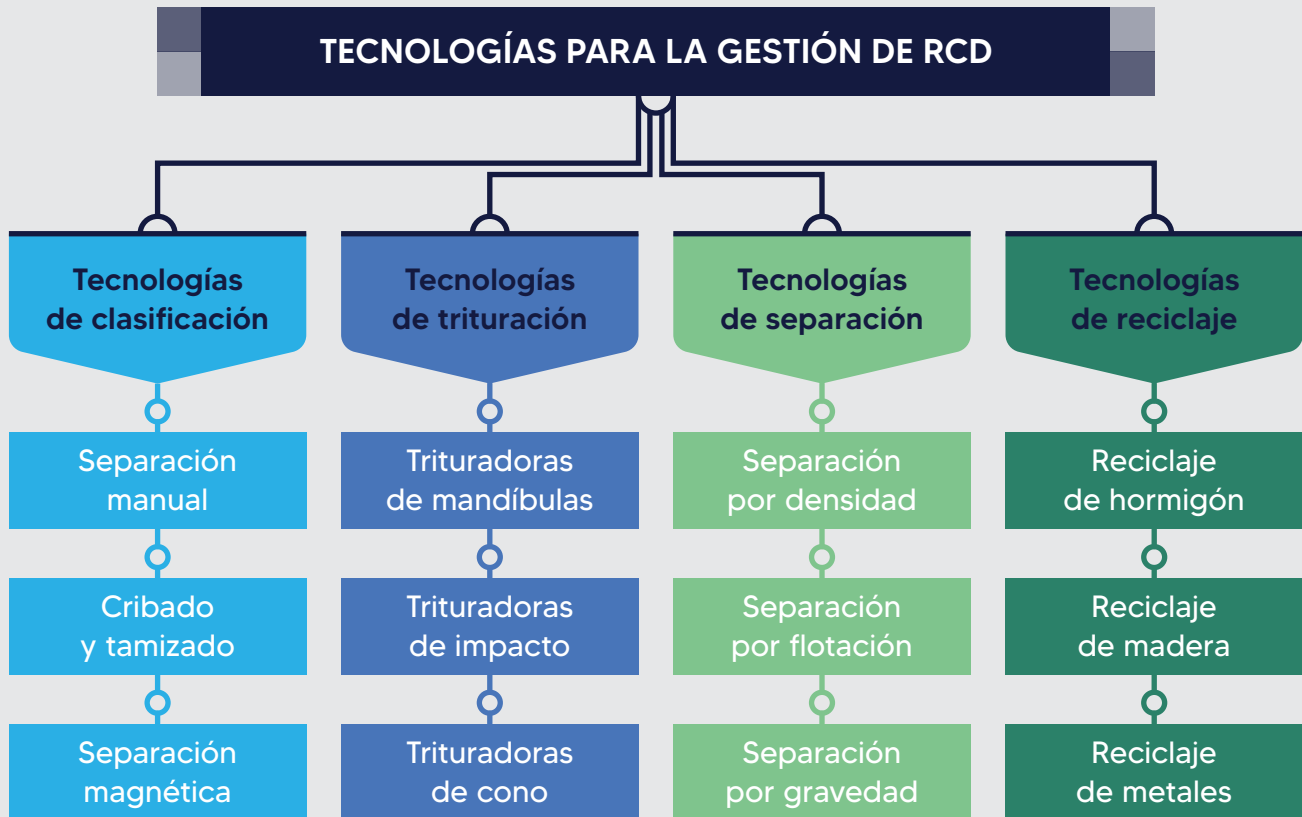 TECNOLOGÍAS PARA LA GESTIÓN DE RCD
Tecnologías
de clasificación
Separación
manual
Cribado
y tamizado
Separación
magnética
Tecnologías
de trituración
Trituradoras
de mandíbulas
Trituradoras
de impacto
Trituradoras
de cono
Tecnologías
de separación
Separación
por densidad
Separación
por flotación
Separación
por gravedad
Tecnologías
de reciclaje
Reciclaje
de hormigón
Reciclaje
de madera
Reciclaje
de metales